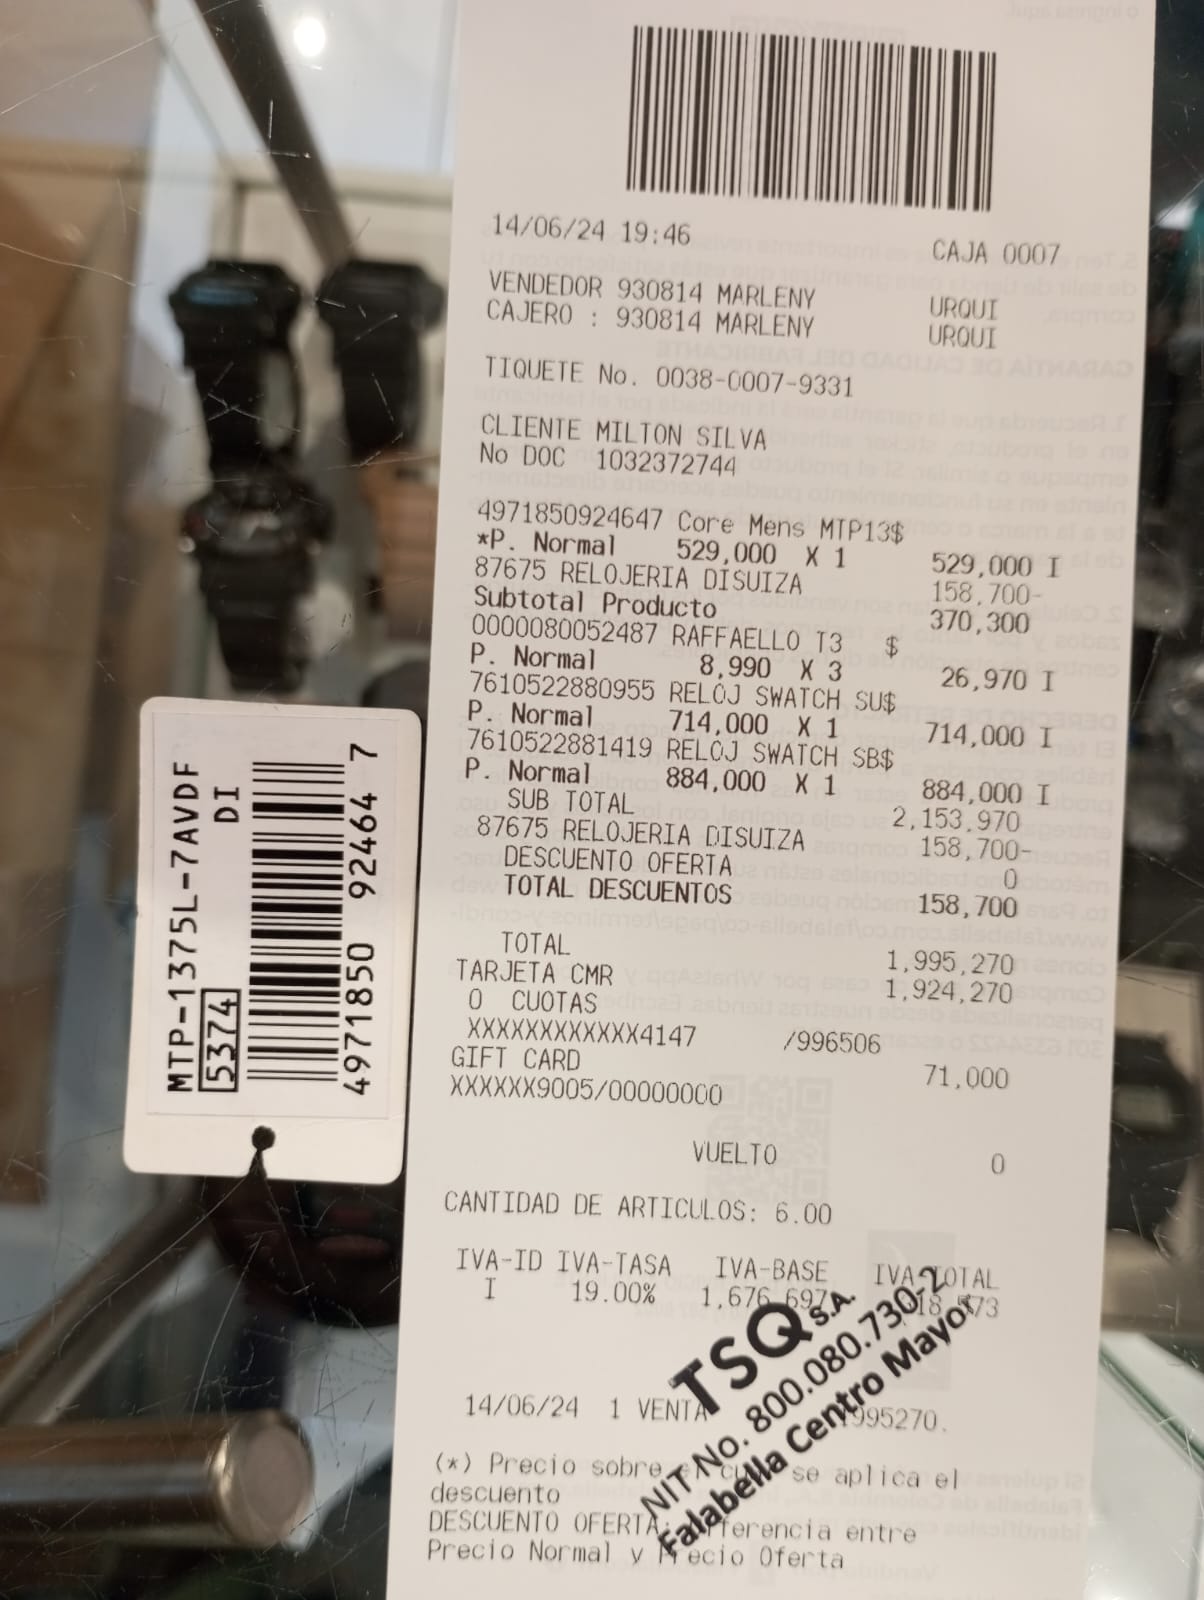 14/06/24 19:46 CAJA 0007
VENDEDOR 930814 MARLENY URQUI
CAJERO : 930814 MARLENY URQUI
TIQUETE No. 0038-0007-9331
CLIENTE MILTON SILVA
No DOC 1032372744
4971850924647 Core Mens MTP13$
*P. Normal 529,000 X 1 529,000 I
87675 RELOJERIA DISUIZA 158,700-
Subtotal Producto 370,300
0000080052487 RAFFAELLO T3 $
P. Normal 8,990 X 3 26,970 I
7610522880955 RELOJ SWATCH SU$
P. Normal 714,000 X 1 714,000 I
7610522881419 RELOJ SWATCH SB$
P. Normal 884,000 X 1 884,000 I
SUB TOTAL 2,153,970
87675 RELOJERIA DISUIZA 158,700-
DESCUENTO OFERTA 0
TOTAL DESCUENTOS 158,700
TOTAL 1,995,270
TARJETA CMR 1,924,270
0 CUOTAS
XXXXXXXXXXXX4147 /996506
GIFT CARD 71,000
XXXXXX9005/00000000
VUELTO 0
CANTIDAD DE ARTICULOS: 6.00
IVA-ID IVA-TASA IVA-BASE IVA-TOTAL
I 19.00% 1,676,697
14/06/24 1 VENTA 1995270.
(*) Precio sobre el cual se aplica el
descuento
DESCUENTO OFERTA: Diferencia entre
Precio Normal y Precio Oferta
TSQ S.A.
NIT No. 800.080.730-2
Falabella Centro Mayor
MTP-1375L-7AVDF
5374 DI
4971850 92464 7